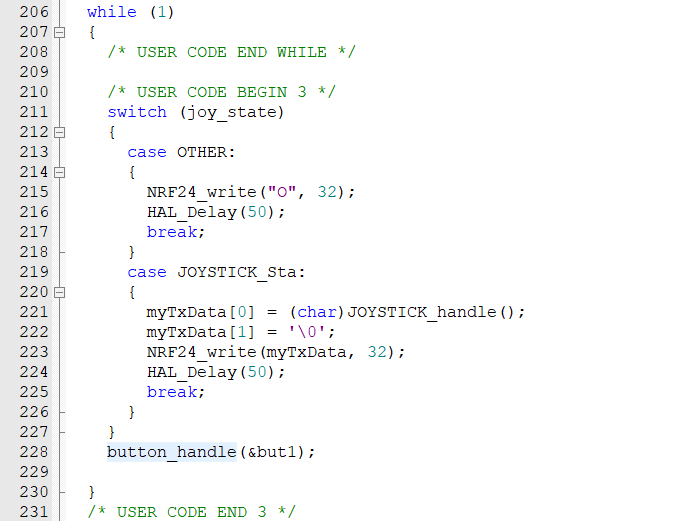 206 while (1)
207 {
208 /* USER CODE END WHILE */
209
210 /* USER CODE BEGIN 3 */
211 switch (joy_state)
212 {
213 case OTHER:
214 {
215 NRF24_write("O", 32);
216 HAL_Delay(50);
217 break;
218 }
219 case JOYSTICK_Sta:
220 {
221 myTxData[0] = (char)JOYSTICK_handle();
222 myTxData[1] = '\0';
223 NRF24_write(myTxData, 32);
224 HAL_Delay(50);
225 break;
226 }
227 }
228 button_handle(&but1);
229
230 }
231 /* USER CODE END 3 */